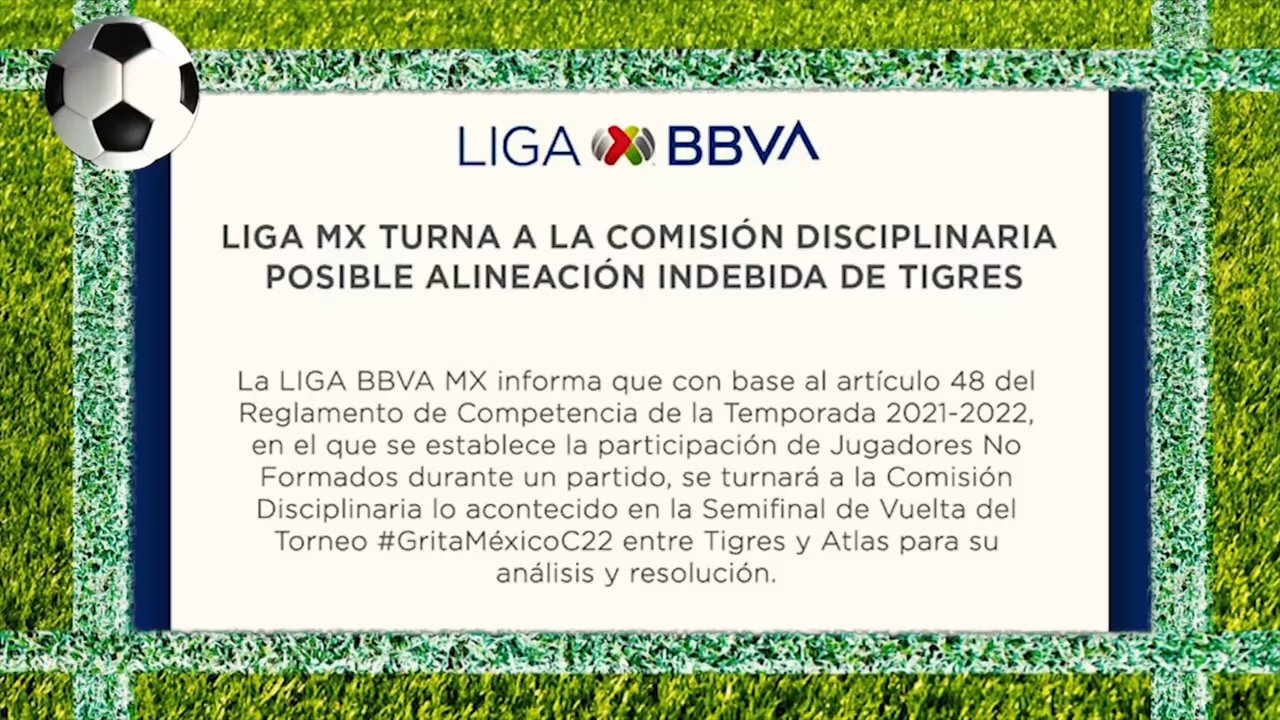 LIGA BBVA
LIGA MX TURNA A LA COMISIÓN DISCIPLINARIA
POSIBLE ALINEACIÓN INDEBIDA DE TIGRES
La LIGA BBVA MX informa que con base al artículo 48 del
Reglamento de Competencia de la Temporada 2021-2022,
en el que se establece la participación de Jugadores No
Formados durante un partido, se turnará a la Comisión
Disciplinaria lo acontecido en la Semifinal de Vuelta del
Torneo #GritaMéxicoC22 entre Tigres y Atlas para su
análisis y resolución.